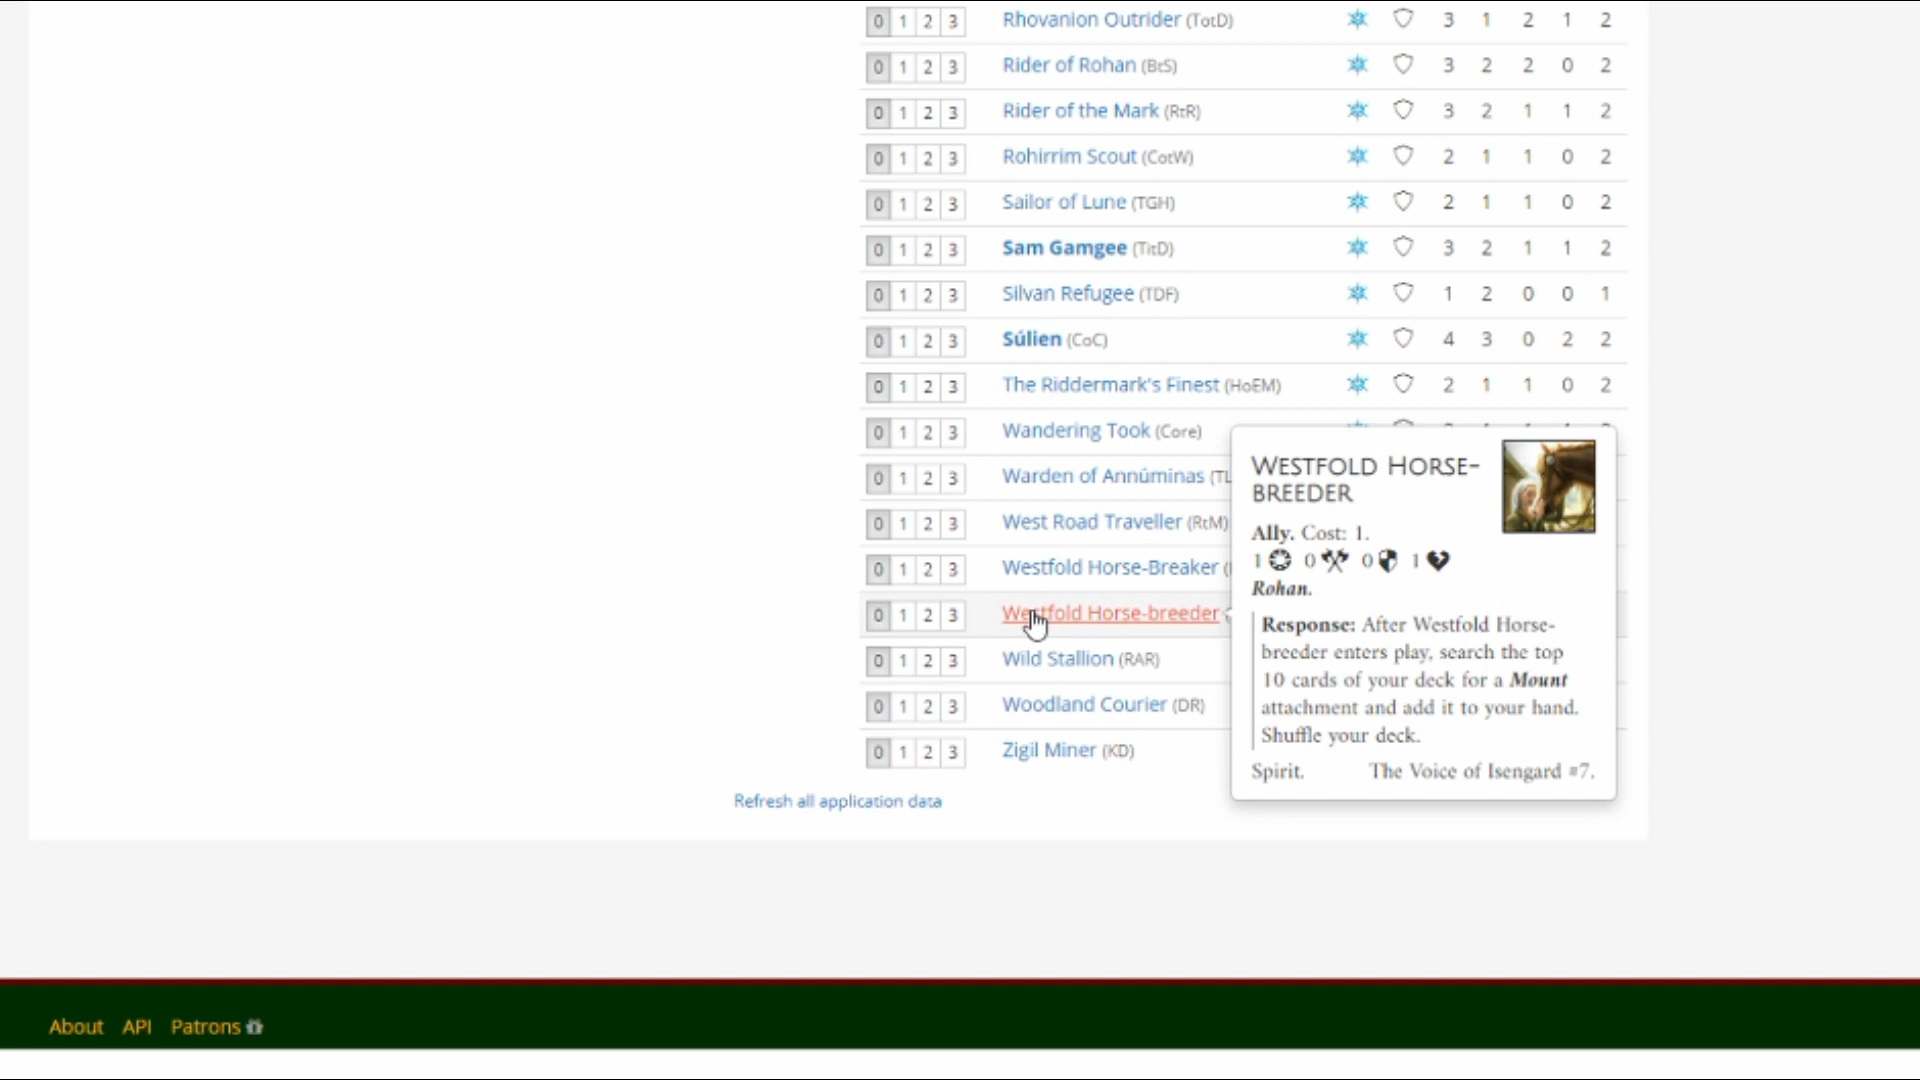 0 1 2 3 Rhovanion Outrider (TotD) 3 1 2 1 2
0 1 2 3 Rider of Rohan (BtS) 3 2 2 0 2
0 1 2 3 Rider of the Mark (RtR) 3 2 1 1 2
0 1 2 3 Rohirrim Scout (CotW) 2 1 1 0 2
0 1 2 3 Sailor of Lune (TGH) 2 1 1 0 2
0 1 2 3 Sam Gamgee (TitD) 3 2 1 1 2
0 1 2 3 Silvan Refugee (TDF) 1 2 0 0 1
0 1 2 3 Súlien (CoC) 4 3 0 2 2
0 1 2 3 The Riddermark's Finest (HoEM) 2 1 1 0 2
0 1 2 3 Wandering Took (Core)
0 1 2 3 Warden of Annúminas (TL
0 1 2 3 West Road Traveller (RtM)
0 1 2 3 Westfold Horse-Breaker (
0 1 2 3 Westfold Horse-breeder
0 1 2 3 Wild Stallion (RAR)
0 1 2 3 Woodland Courier (DR)
0 1 2 3 Zigil Miner (KD)
WESTFOLD HORSE-
BREEDER
Ally. Cost: 1.
1 0 0 1
Rohan.
Response: After Westfold Horse-
breeder enters play, search the top
10 cards of your deck for a Mount
attachment and add it to your hand.
Shuffle your deck.
Spirit. The Voice of Isengard #7.
Refresh all application data
About API Patrons